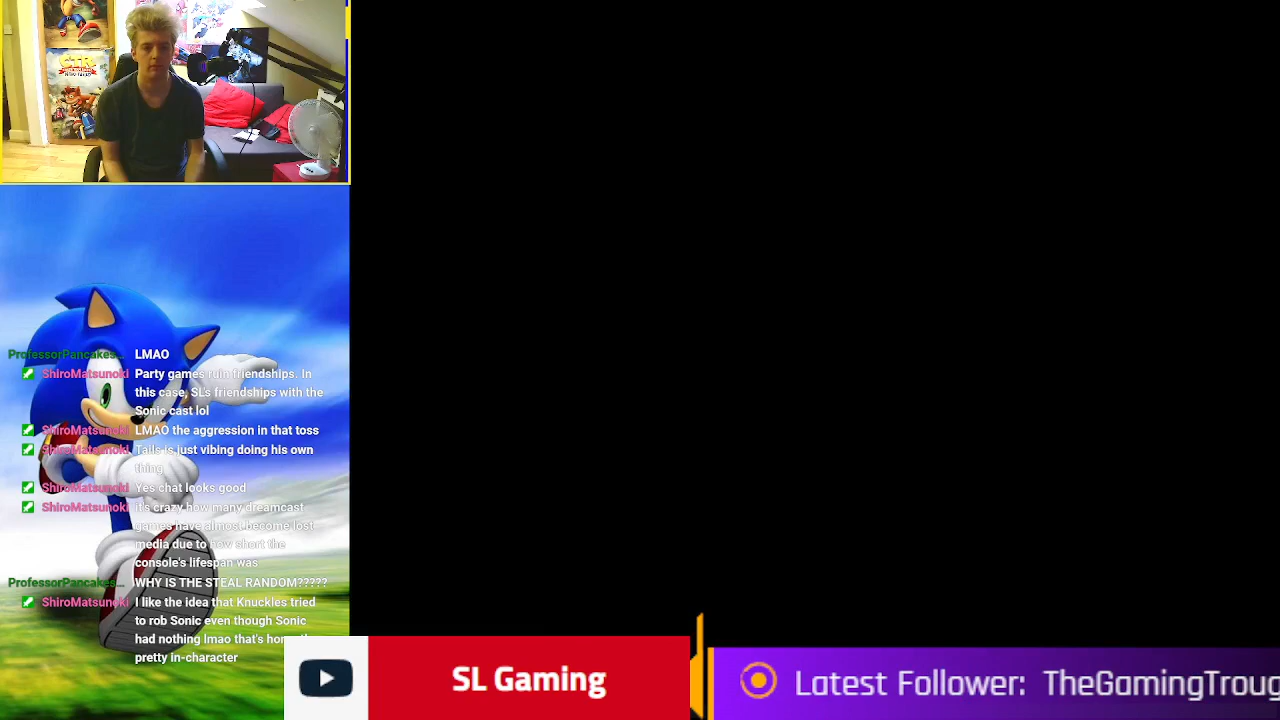 CTR
ProfessorPancakes... LMAO
ShiroMatsunoki Party games ruin friendships. In
this case, SL's friendships with the
Sonic cast lol
ShiroMatsunoki LMAO the aggression in that toss
ShiroMatsunoki Tails is just vibing doing his own
thing
ShiroMatsunoki Yes chat looks good
ShiroMatsunoki it's crazy how many dreamcast
games have almost become lost
media due to how short the
console's lifespan was
ProfessorPancakes... WHY IS THE STEAL RANDOM?????
ShiroMatsunoki I like the idea that Knuckles tried
to rob Sonic even though Sonic
had nothing lmao that's
pretty in-character
SL Gaming
Latest Follower: TheGamingTroug